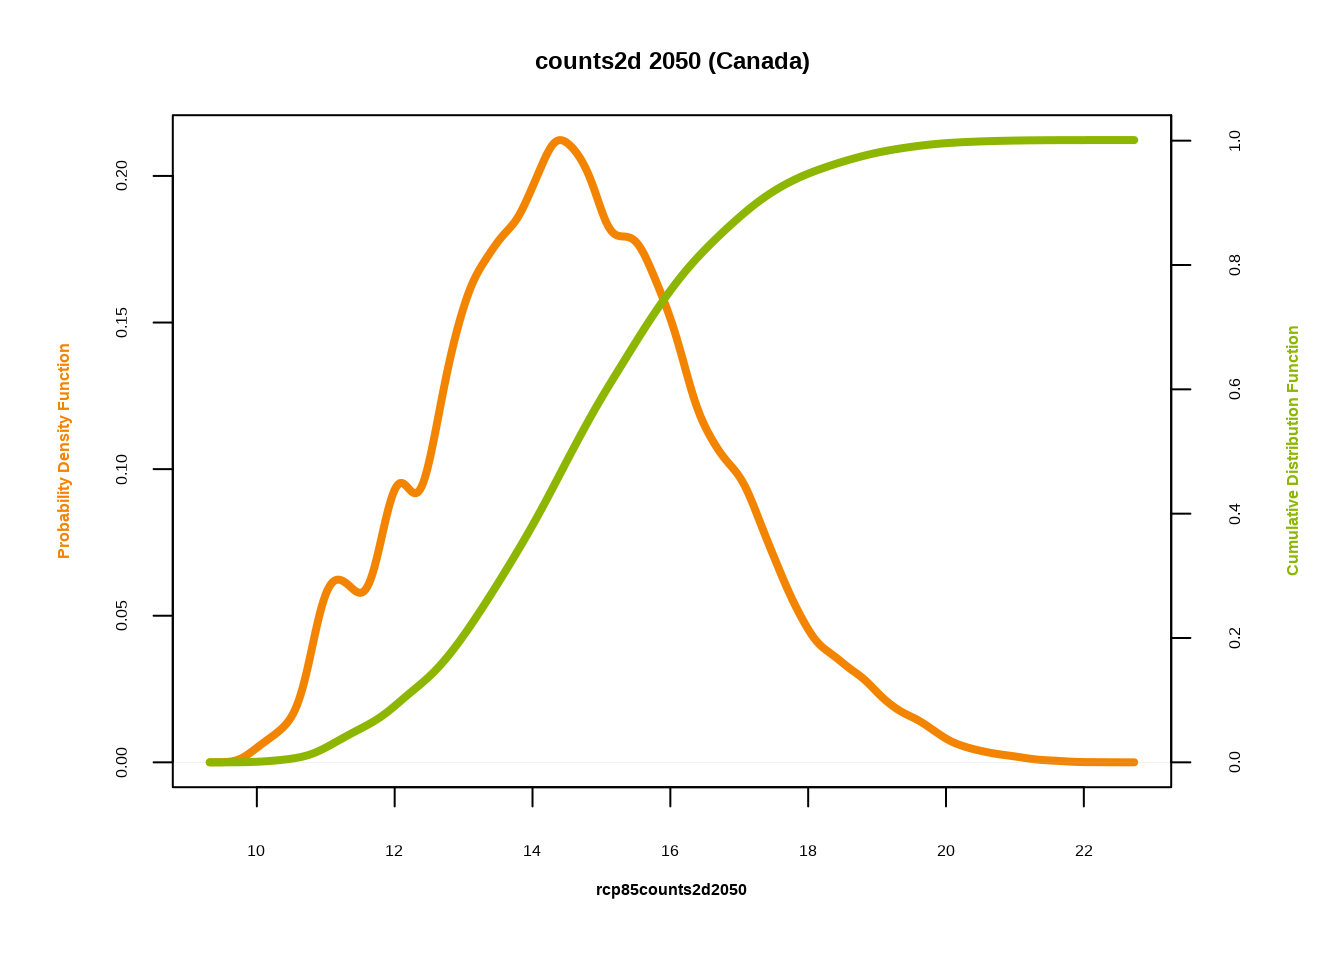 counts2d 2050 (Canada)
Probability Density Function
0.00
0.05
0.10
0.15
0.20
0.0
0.2
0.4
0.6
0.8
1.0
Cumulative Distribution Function
10 12 14 16 18 20 22
rcp85counts2d2050